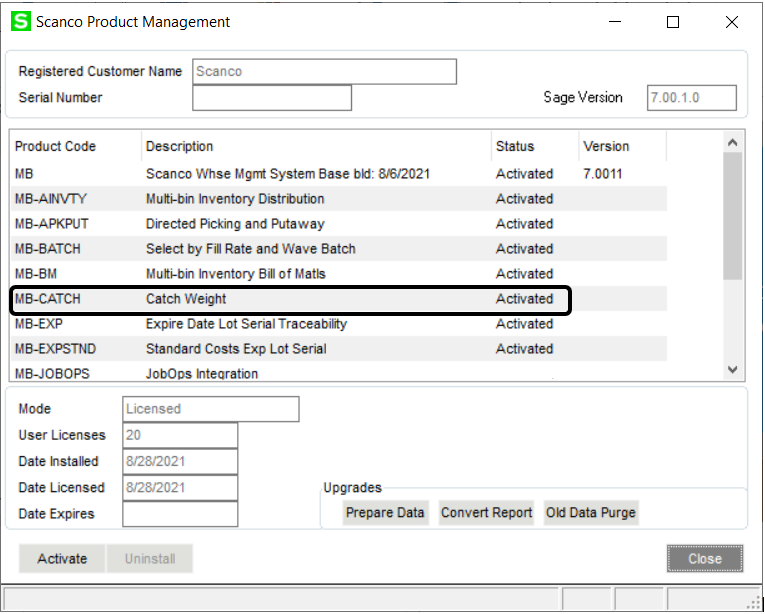 S Scanco Product Management
Registered Customer Name Scanco
Serial Number Sage Version 7.00.1.0
Product Code Description Status Version
MB Scanco Whse Mgmt System Base bld: 8/6/2021 Activated 7.0011
MB-AINVTY Multi-bin Inventory Distribution Activated
MB-APKPUT Directed Picking and Putaway Activated
MB-BATCH Select by Fill Rate and Wave Batch Activated
MB-BM Multi-bin Inventory Bill of Matls Activated
MB-CATCH Catch Weight Activated
MB-EXP Expire Date Lot Serial Traceability Activated
MB-EXPSTND Standard Costs Exp Lot Serial Activated
MB-JOBOPS JobOps Integration
Mode Licensed
User Licenses 20
Date Installed 8/28/2021
Date Licensed 8/28/2021
Upgrades
Date Expires Prepare Data Convert Report Old Data Purge
Activate Uninstall Close